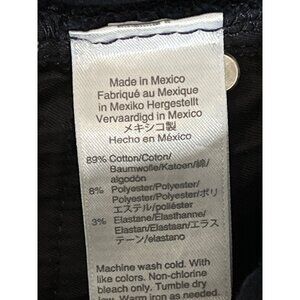 Made in Mexico
Fabriqué au Mexique
in Mexiko Hergestellt
Vervaardigd in Mexico
メキシコ製
Hecho en México
89% Cotton/Coton/
Baumwolle/Katoen/綿/
algodón
8% Polyester/Polyester/
Polyester/Polyester/ポリ
エステル/poliéster
3% Elastane/Élasthanne/
Elastan/Elastaan/エラス
テーン/elastano
Machine wash cold. With
like colors. Non-chlorine
bleach only. Tumble dry
low. Warm iron as needed.